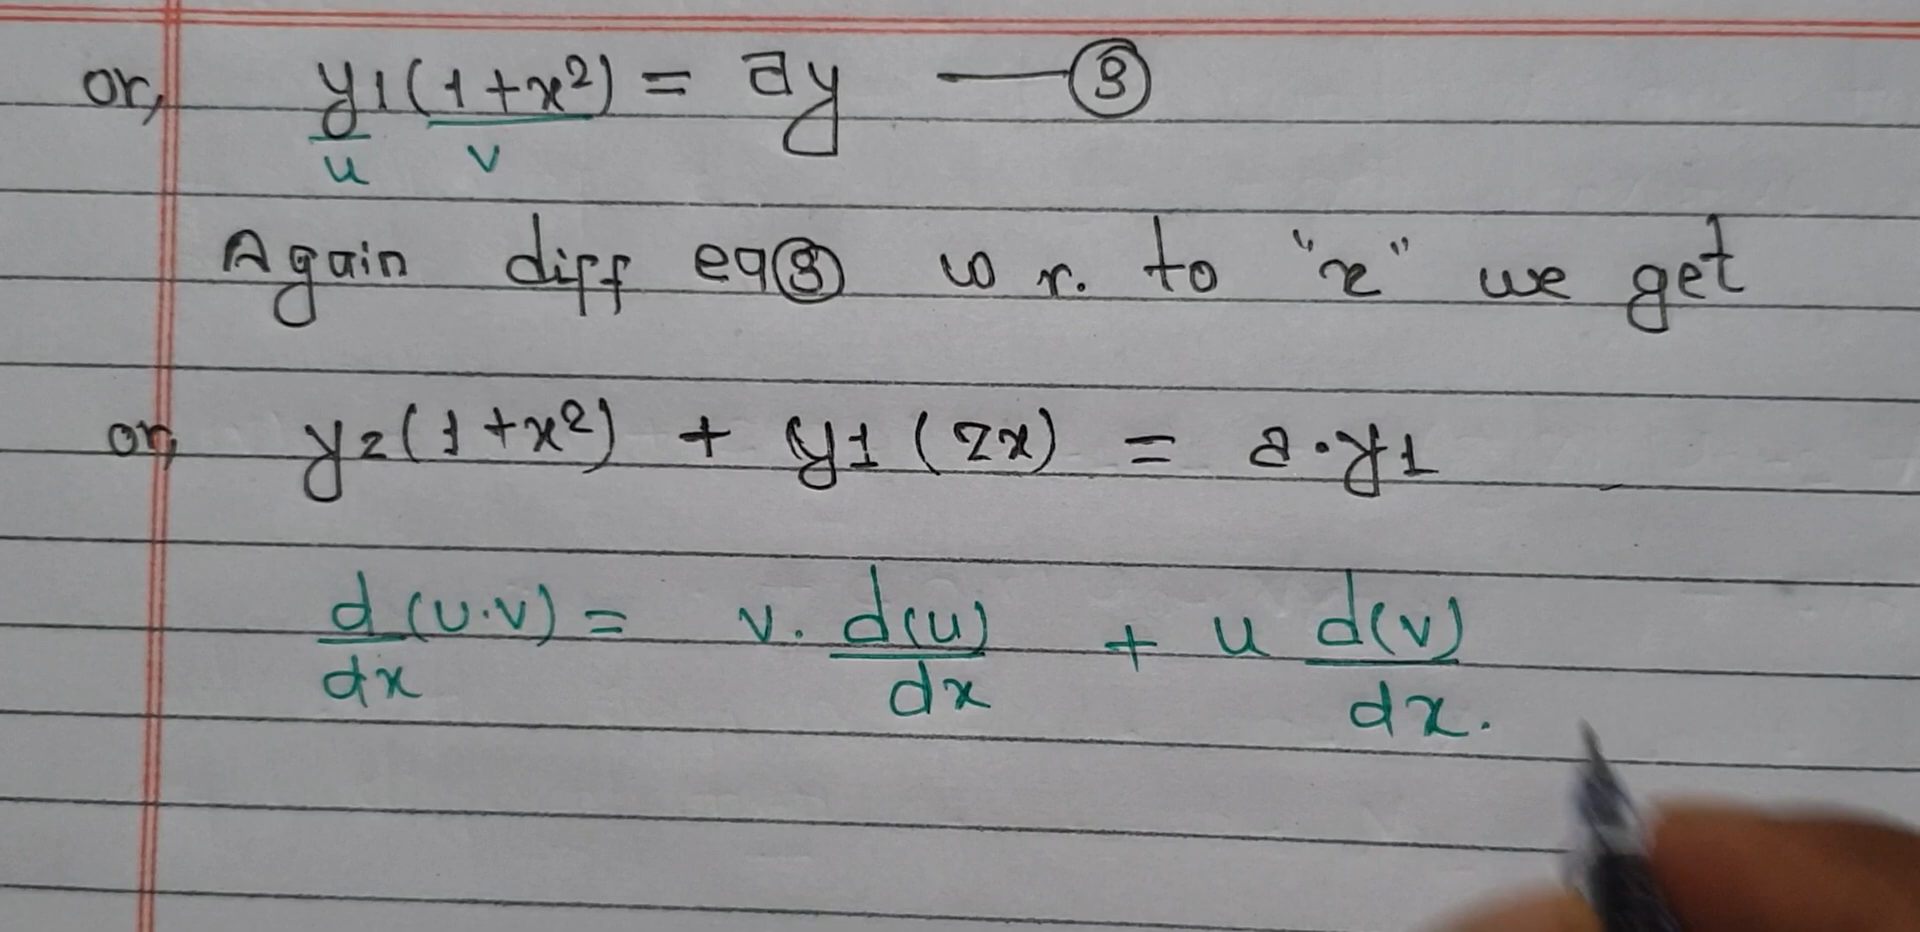 or, y1(1+x²) = ay —③
u v
Again diff eq③ w r. to "x" we get
or, y2(1+x²) + y1(2x) = a·y1
d/dx (u.v) = v. d(u)/dx + u d(v)/dx.